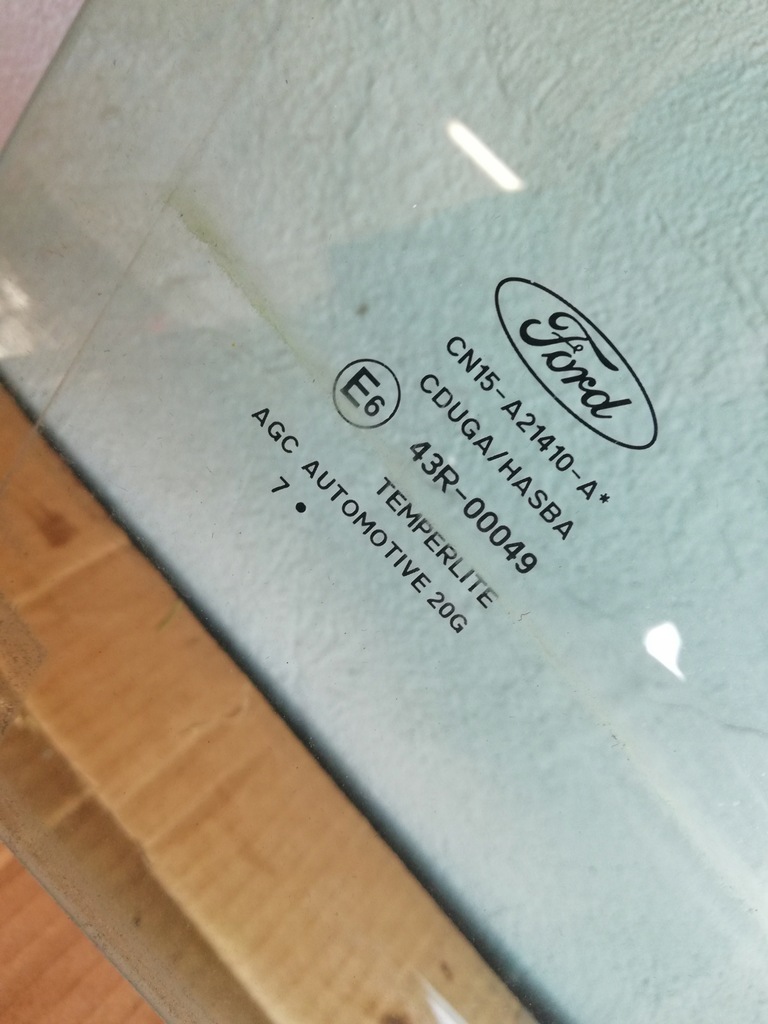 Ford
CN15-A21410-A*
CDUGA/HASBA
E6
43R-00049
TEMPERLITE
AGC AUTOMOTIVE 20G
7 •